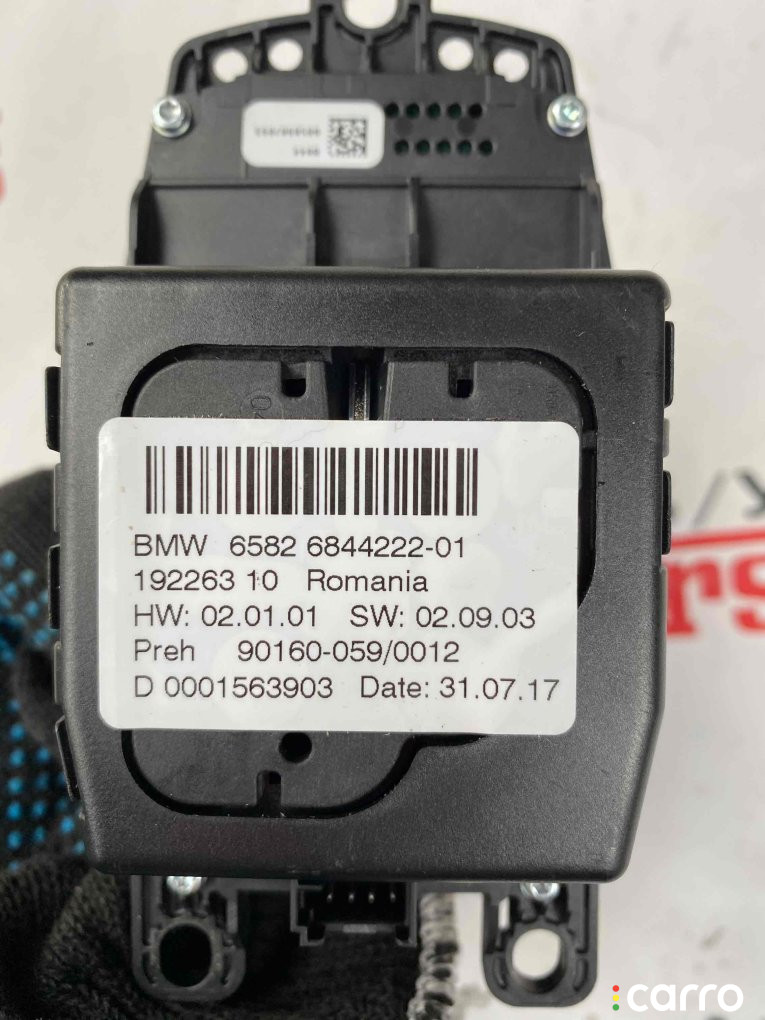 BMW 6582 6844222-01
192263 10 Romania
HW: 02.01.01 SW: 02.09.03
Preh 90160-059/0012
D 0001563903 Date: 31.07.17
carro